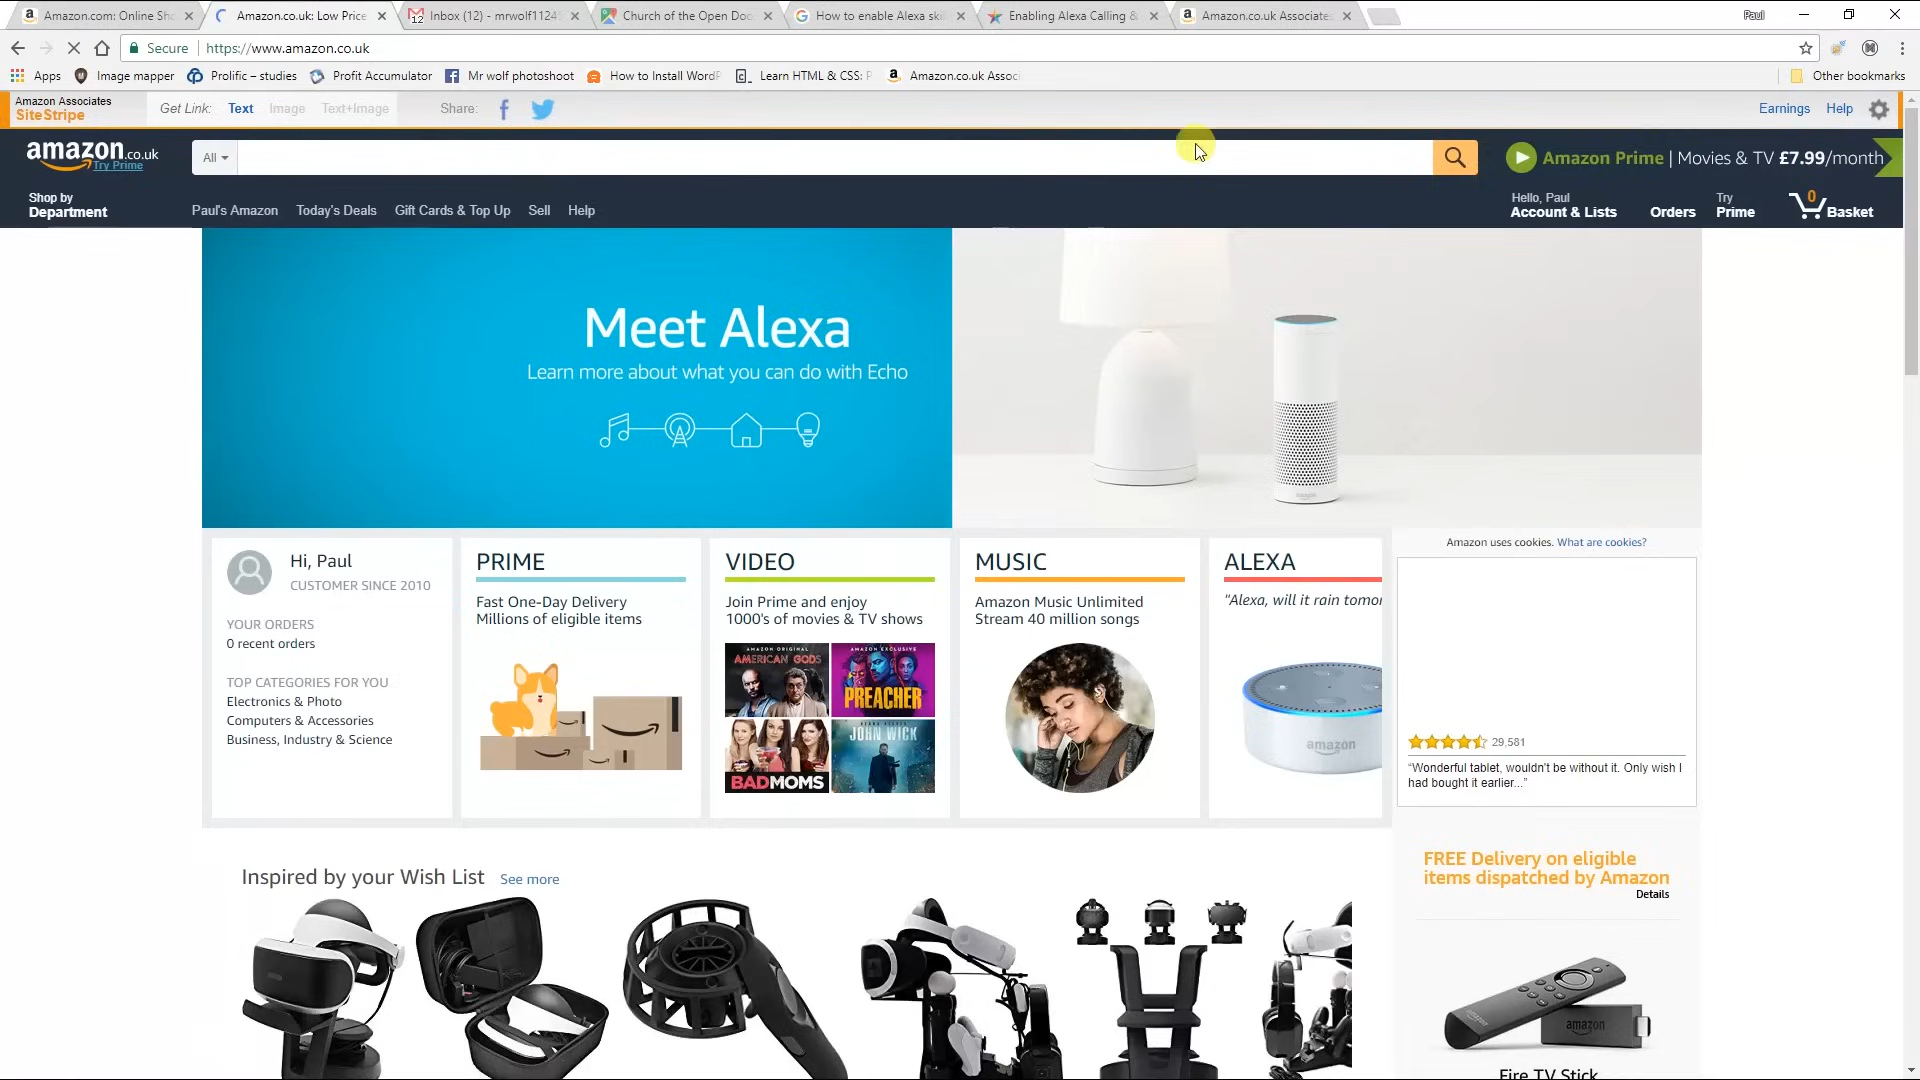 Amazon.com: Online Sho
Amazon.co.uk: Low Price
12
Inbox (12) - mrwolf11245
Church of the Open Doo
How to enable Alexa skil
Enabling Alexa Calling &
Amazon.co.uk Associates
Paul
Secure
https://www.amazon.co.uk
Apps
Image mapper
Prolific – studies
Profit Accumulator
Mr wolf photoshoot
How to Install WordP
Learn HTML & CSS: P
Amazon.co.uk Assoc
Other bookmarks
Amazon Associates
SiteStripe
Get Link: Text Image Text+Image
Share:
Earnings
Help
amazon.co.uk
Try Prime
All
Amazon Prime | Movies & TV £7.99/month
Shop by
Department
Paul's Amazon
Today's Deals
Gift Cards & Top Up
Sell
Help
Hello, Paul
Account & Lists
Orders
Try
Prime
0
Basket
Meet Alexa
Learn more about what you can do with Echo
Hi, Paul
CUSTOMER SINCE 2010
YOUR ORDERS
0 recent orders
TOP CATEGORIES FOR YOU
Electronics & Photo
Computers & Accessories
Business, Industry & Science
PRIME
Fast One-Day Delivery
Millions of eligible items
VIDEO
Join Prime and enjoy
1000's of movies & TV shows
AMAZON ORIGINAL
AMERICAN GODS
AMAZON EXCLUSIVE
PREACHER
BAD MOMS
JOHN WICK
MUSIC
Amazon Music Unlimited
Stream 40 million songs
ALEXA
"Alexa, will it rain tomor
amazon
Amazon uses cookies. What are cookies?
29,581
“Wonderful tablet, wouldn't be without it. Only wish I
had bought it earlier...”
FREE Delivery on eligible
items dispatched by Amazon
Details
Inspired by your Wish List
See more
amazon
Fire TV Stick